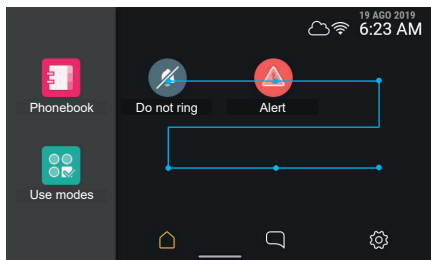 19 AGO 2019
6:23 AM
Phonebook
Do not ring
Alert
Use modes